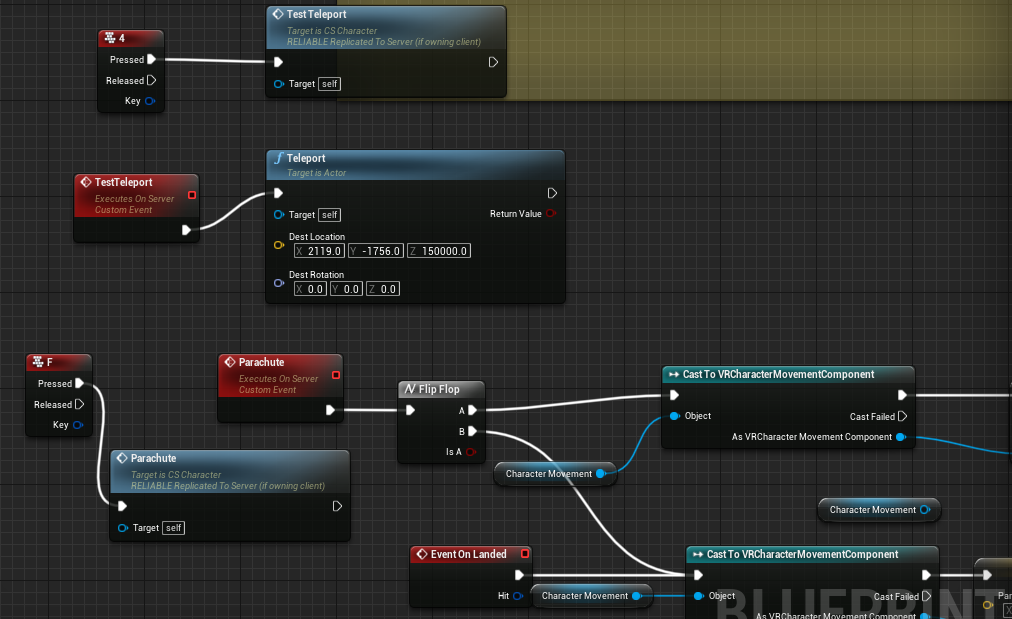 4
Pressed
Released
Key
TestTeleport
Target is CS Character
RELIABLE Replicated To Server (if owning client)
Target self
TestTeleport
Executes On Server
Custom Event
f Teleport
Target is Actor
Target self
Return Value
Dest Location
X 2119.0 Y -1756.0 Z 150000.0
Dest Rotation
X 0.0 Y 0.0 Z 0.0
F
Pressed
Released
Key
Parachute
Executes On Server
Custom Event
Parachute
Target is CS Character
RELIABLE Replicated To Server (if owning client)
Target self
Flip Flop
A
B
Is A
Cast To VRCharacterMovementComponent
Object
Cast Failed
As VRCharacter Movement Component
Character Movement
Character Movement
Event On Landed
Hit
Character Movement
Cast To VRCharacterMovementComponent
Object
Cast Failed
As VRCharacter Movement Component
X